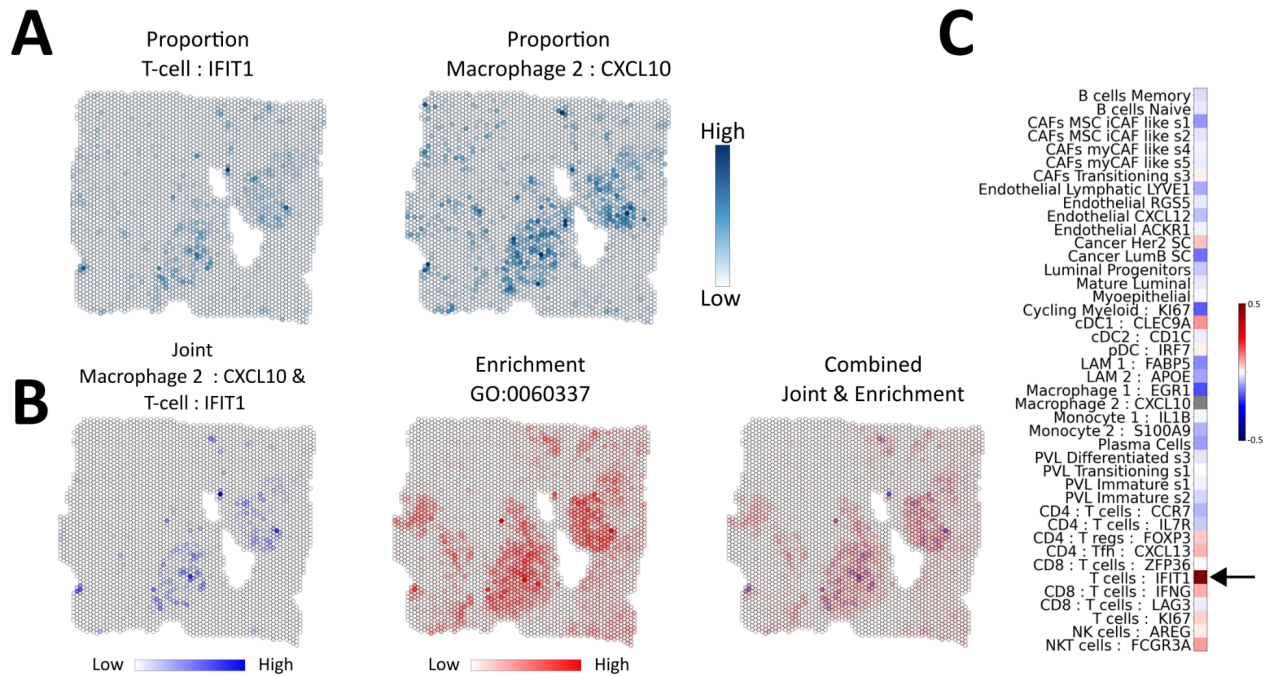 A
Proportion
T-cell : IFIT1
Proportion
Macrophage 2 : CXL10
High
Low
B
Joint
Macrophage 2 : CXCL10 &
T-cell : IFIT1
Enrichment
GO:0060337
Combined
Joint & Enrichment
Low
High
Low
High
C
B cells Memory
B cells Naive
CAFs MSC iCAF like s1
CAFs MSC iCAF like s2
CAFs myCAF like s4
CAFs myCAF like s5
CAFs Transitioning s3
Endothelial Lymphatic LYVE1
Endothelial RGS5
Endothelial CXCL12
Endothelial ACKR1
Cancer Her2 SC
Cancer LumB SC
Luminal Progenitors
Mature Luminal
Myoepithelial
Cycling Myeloid : KI67
cDC1 : CLEC9A
cDC2 : CD1C
pDC : IRF7
LAM 1 : FABP5
LAM 2 : APOE
Macrophage 1 : EGR1
Macrophage 2 : CXCL10
Monocyte 1 : IL1B
Monocyte 2 : S100A9
Plasma Cells
PVL Differentiated s3
PVL Transitioning s1
PVL Immature s1
PVL Immature s2
CD4 : T cells : CCR7
CD4 : T cells : IL7R
CD4 : T regs : FOXP3
CD4 : Tfh : CXCL13
CD8 : T cells : ZFP36
T cells : IFIT1
CD8 : T cells : IFNG
CD8 : T cells : LAG3
T cells : KI67
NK cells : AREG
NKT cells : FCGR3A
0.5
-0.5